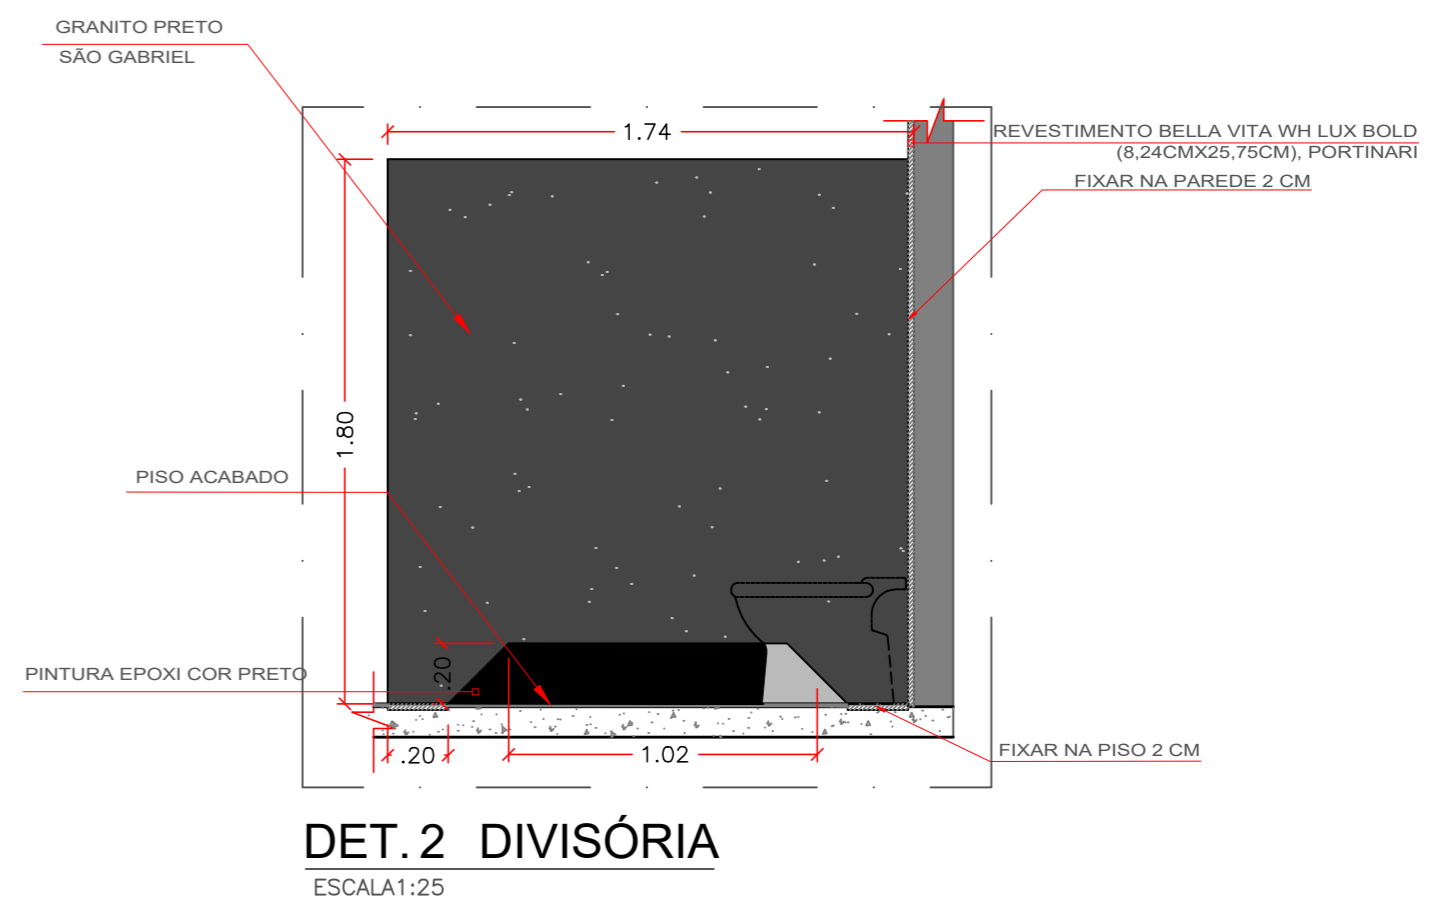 GRANITO PRETO
SÃO GABRIEL
1.74
REVESTIMENTO BELLA VITA WH LUX BOLD
(8,24CMX25,75CM), PORTINARI
FIXAR NA PAREDE 2 CM
1.80
PISO ACABADO
.20
PINTURA EPOXI COR PRETO
.20
1.02
FIXAR NA PISO 2 CM
DET. 2 DIVISÓRIA
ESCALA1:25